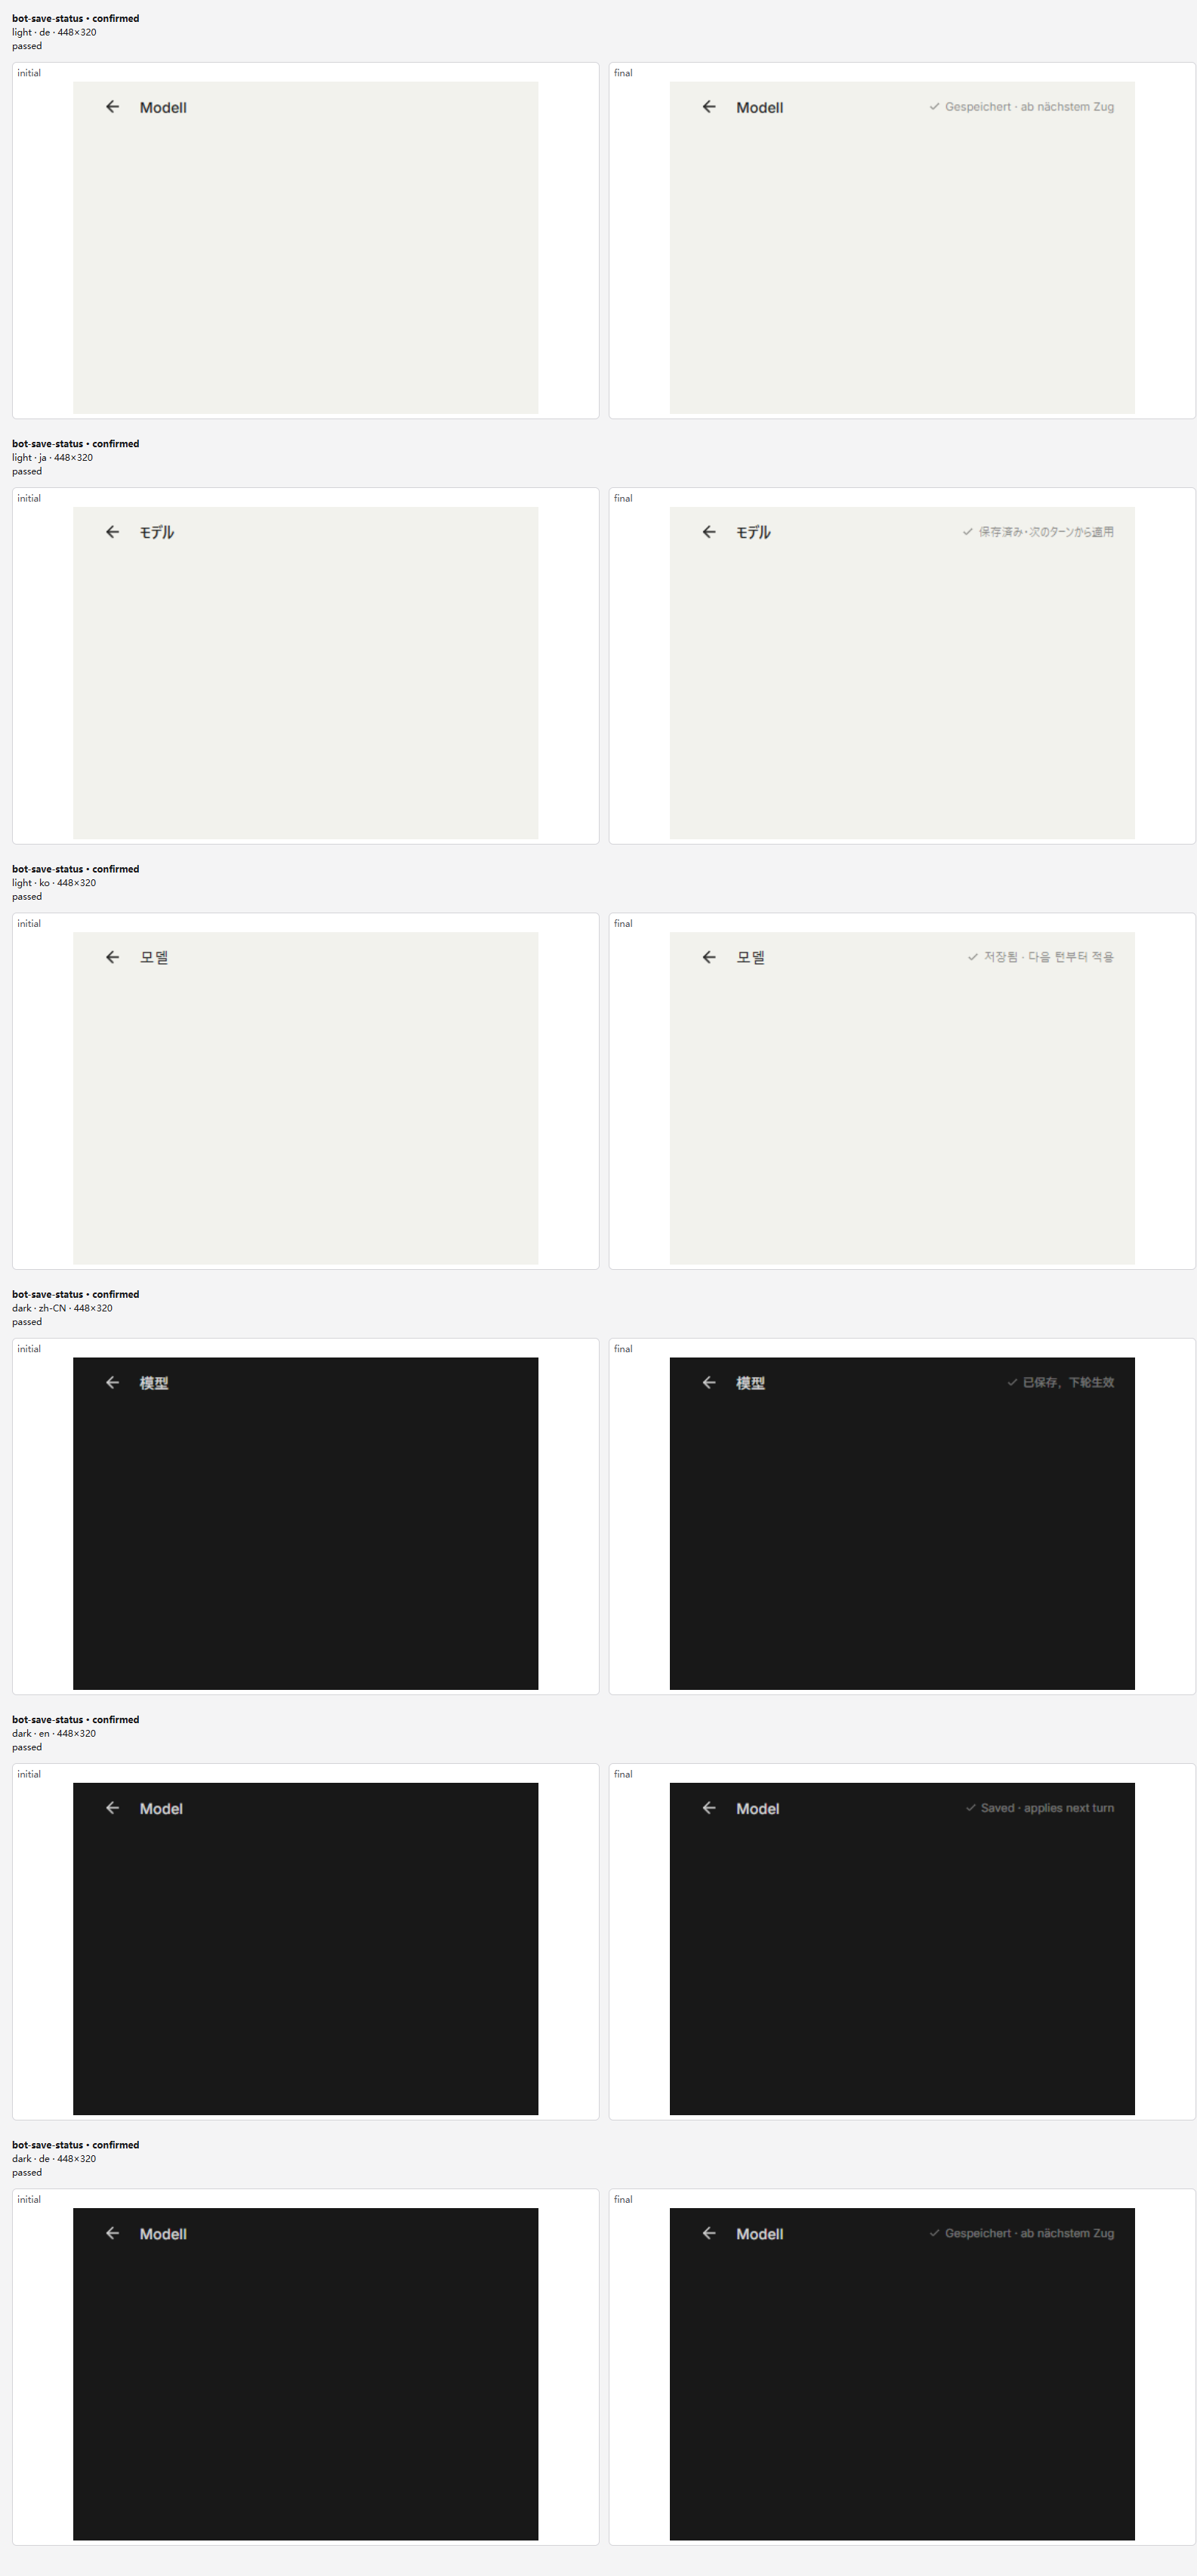 bot-save-status • confirmed
light · de · 448×320
passed
initial
Modell
final
Modell
Gespeichert · ab nächstem Zug
bot-save-status • confirmed
light · ja · 448×320
passed
initial
モデル
final
モデル
保存済み・次のターンから適用
bot-save-status • confirmed
light · ko · 448×320
passed
initial
모델
final
모델
저장됨 · 다음 턴부터 적용
bot-save-status • confirmed
dark · zh-CN · 448×320
passed
initial
模型
final
模型
已保存，下轮生效
bot-save-status • confirmed
dark · en · 448×320
passed
initial
Model
final
Model
Saved · applies next turn
bot-save-status • confirmed
dark · de · 448×320
passed
initial
Modell
final
Modell
Gespeichert · ab nächstem Zug